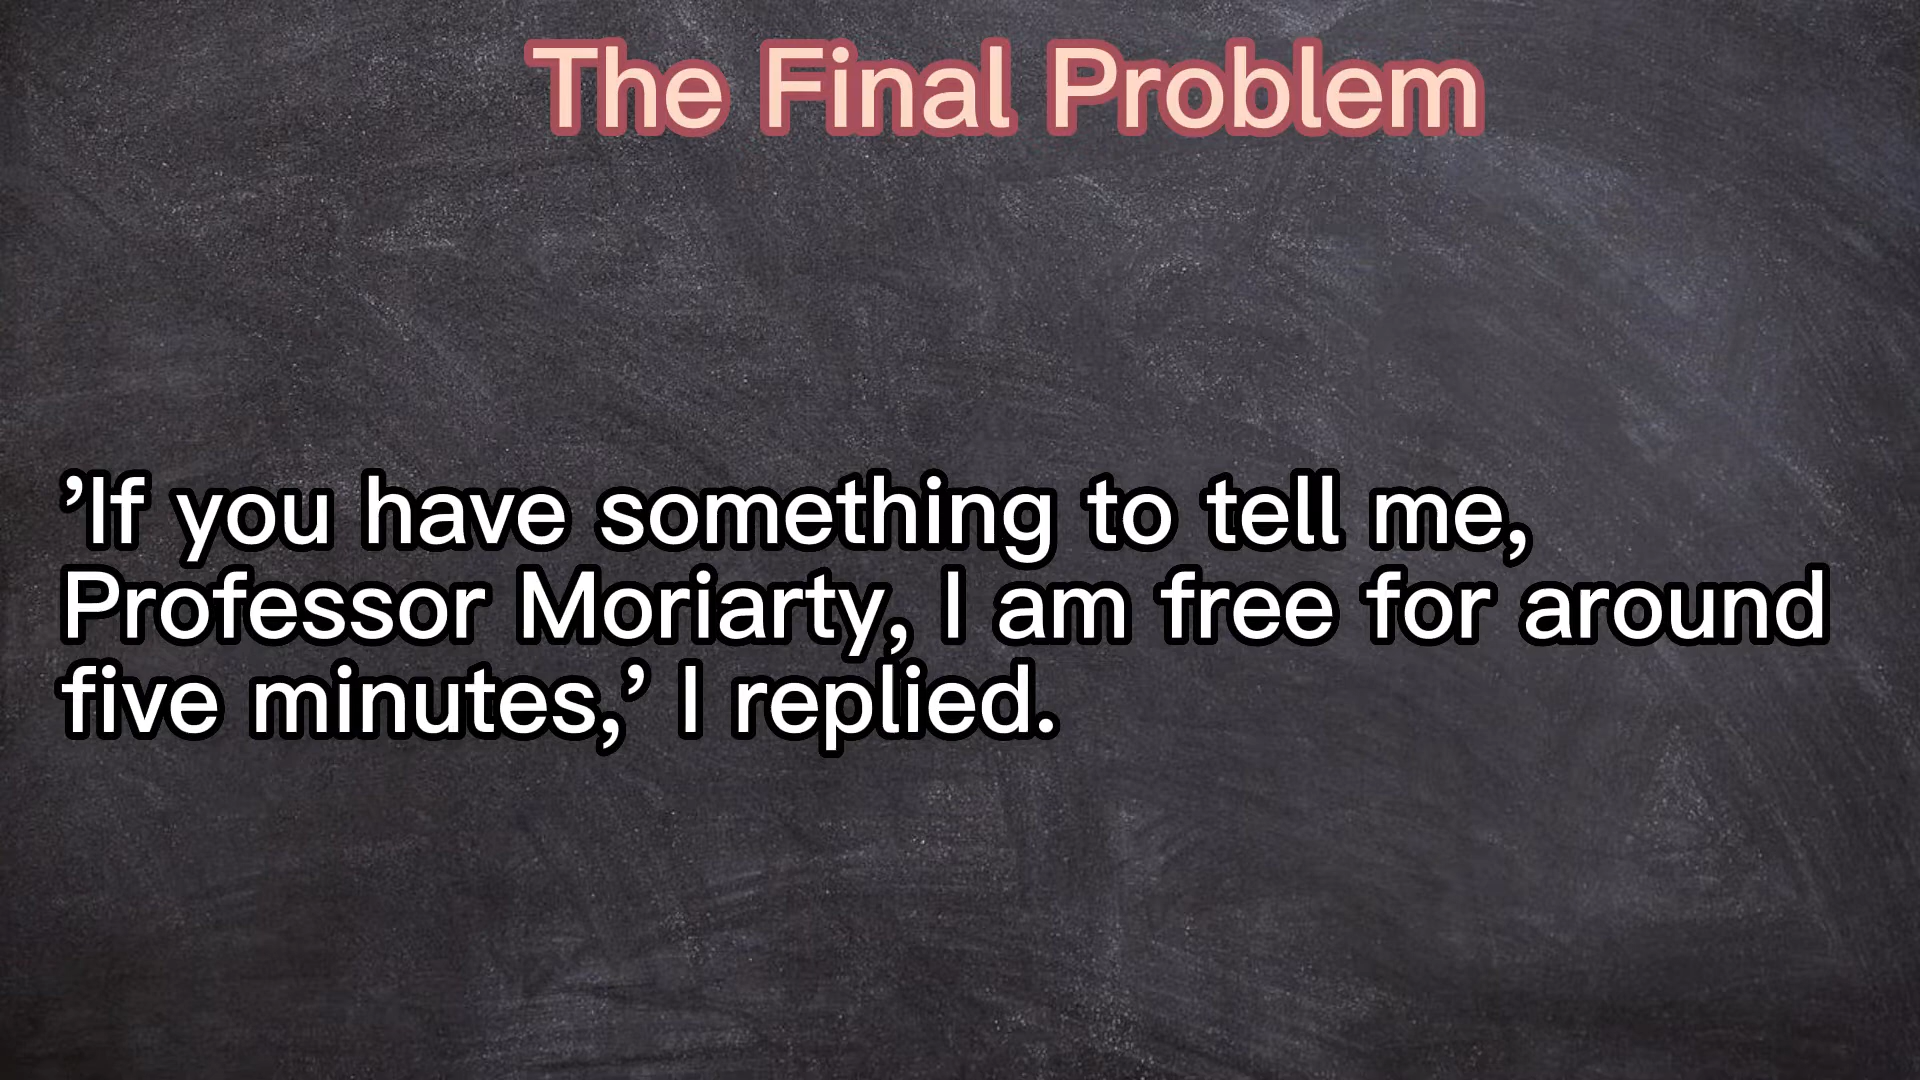 The Final Problem
’If you have something to tell me,
Professor Moriarty, I am free for around
five minutes,’ I replied.